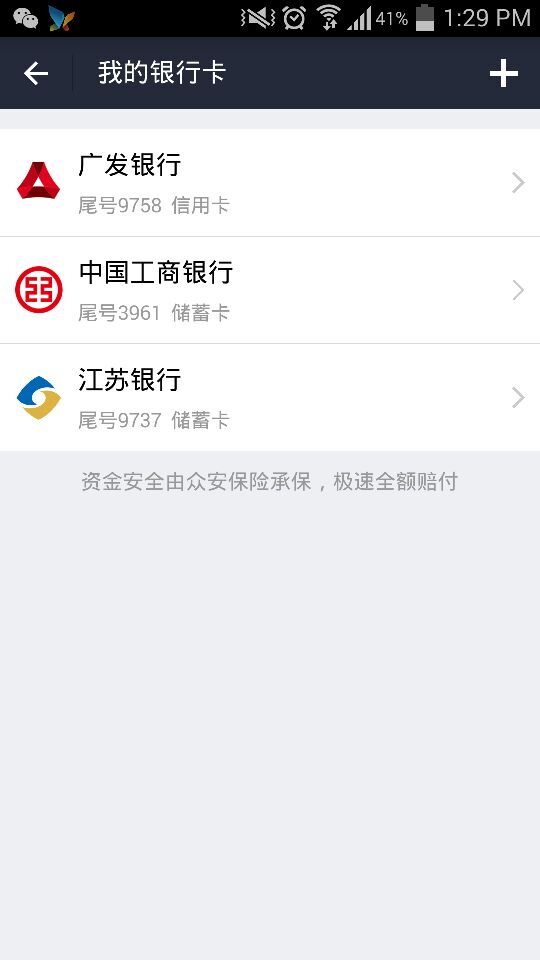 41% 1:29 PM
我的银行卡
广发银行
尾号9758 信用卡
中国工商银行
尾号3961 储蓄卡
江苏银行
尾号9737 储蓄卡
资金安全由众安保险承保，极速全额赔付